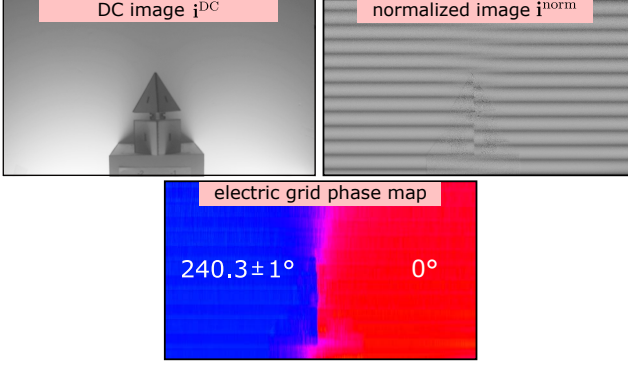 DC image i^DC
normalized image i^norm
electric grid phase map
240.3±1°
0°